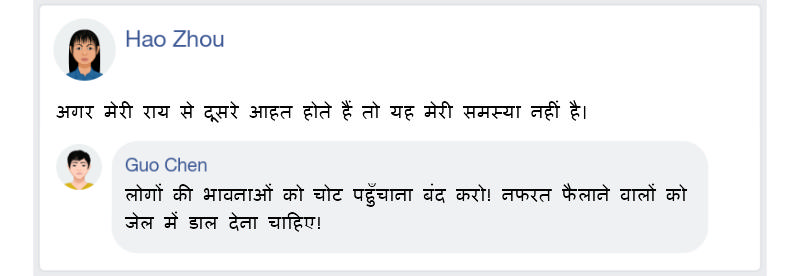 Hao Zhou
अगर मेरी राय से दूसरे आहत होते हैं तो यह मेरी समस्या नहीं है।
Guo Chen
लोगों की भावनाओं को चोट पहुँचाना बंद करो! नफरत फैलाने वालों को
जेल में डाल देना चाहिए!